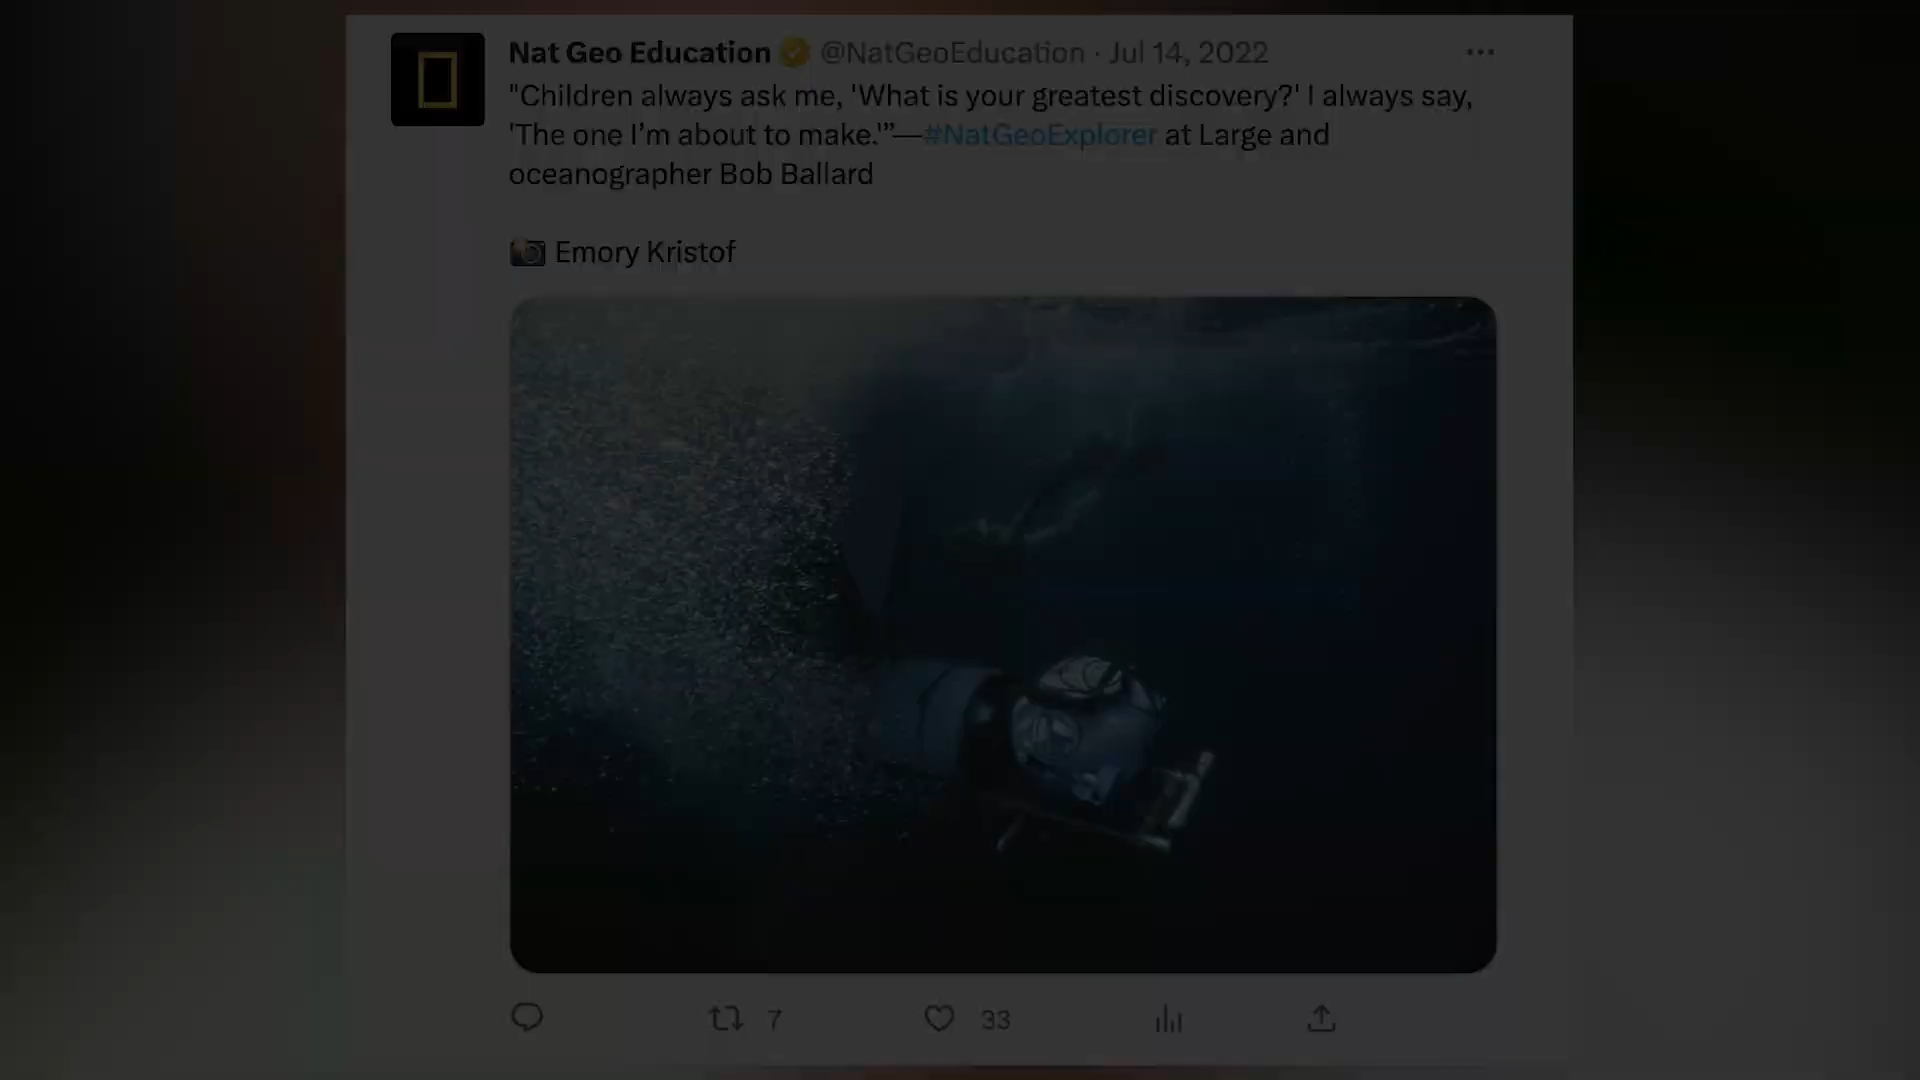 Nat Geo Education @NatGeoEducation · Jul 14, 2022
"Children always ask me, 'What is your greatest discovery?' I always say,
'The one I’m about to make.'”—#NatGeoExplorer at Large and
oceanographer Bob Ballard
Emory Kristof
7 33